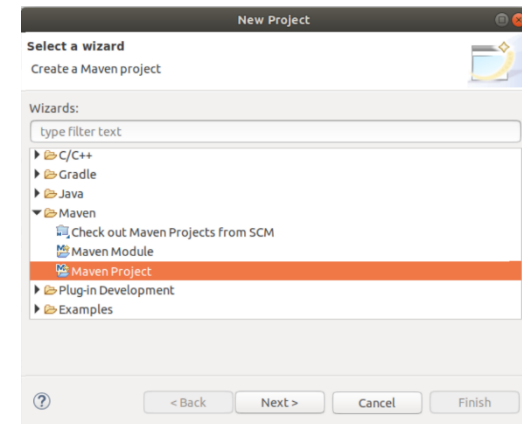 New Project
Select a wizard
Create a Maven project
Wizards:
type filter text
C/C++
Gradle
Java
Maven
Check out Maven Projects from SCM
Maven Module
Maven Project
Plug-in Development
Examples
? < Back Next > Cancel Finish